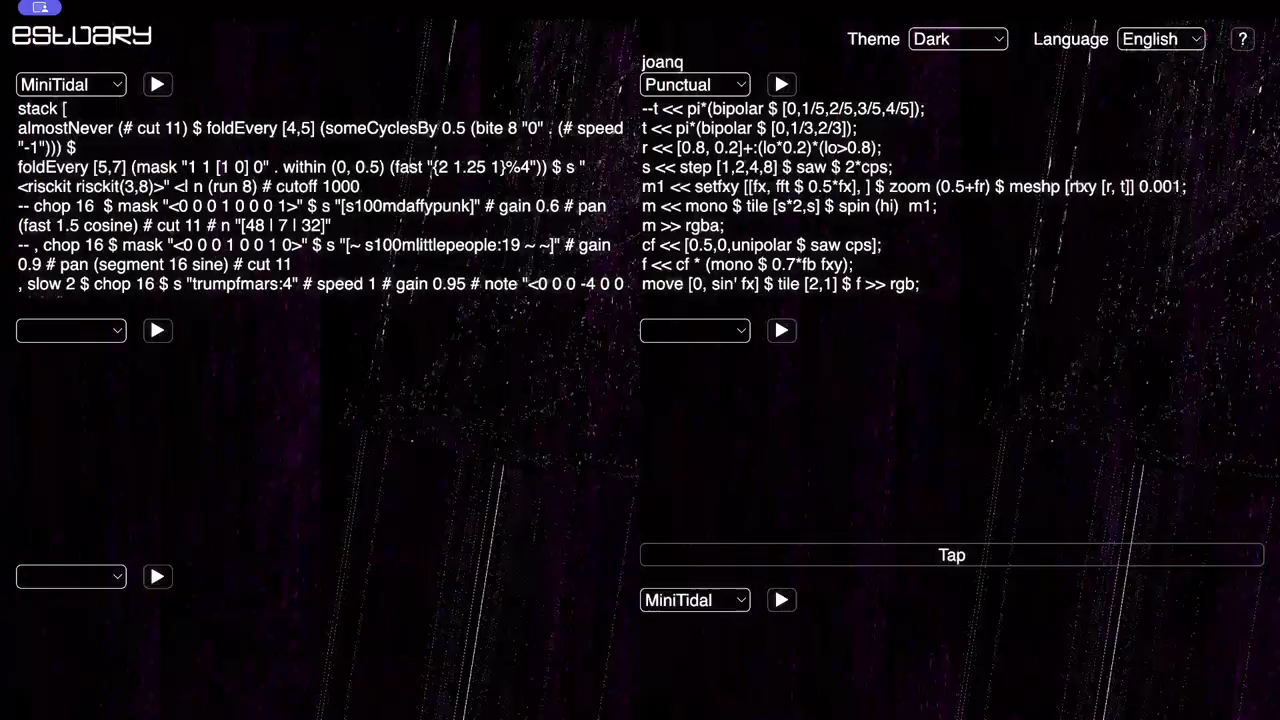 estuary
Theme Dark Language English ?
MiniTidal
stack [
almostNever (# cut 11) $ foldEvery [4,5] (someCyclesBy 0.5 (bite 8 "0" . (# speed
"-1"))) $
foldEvery [5,7] (mask "1 1 [1 0] 0" . within (0, 0.5) (fast "{2 1.25 1}%4")) $ s "
<risckit risckit(3,8)>" <| n (run 8) # cutoff 1000
-- chop 16  $ mask "<0 0 0 1 0 0 0 1>" $ s "[s100mdaffypunk]" # gain 0.6 # pan
(fast 1.5 cosine) # cut 11 # n "[48 | 7 | 32]"
-- , chop 16 $ mask "<0 0 0 1 0 0 1 0>" $ s "[~ s100mlittlepeople:19 ~ ~]" # gain
0.9 # pan (segment 16 sine) # cut 11
, slow 2 $ chop 16 $ s "trumpfmars:4" # speed 1 # gain 0.95 # note "<0 0 0 -4 0 0
joanq
Punctual
--t << pi*(bipolar $ [0,1/5,2/5,3/5,4/5]);
t << pi*(bipolar $ [0,1/3,2/3]);
r << [0.8, 0.2]+:(lo*0.2)*(lo>0.8);
s << step [1,2,4,8] $ saw $ 2*cps;
m1 << setfxy [[fx, fft $ 0.5*fx], ] $ zoom (0.5+fr) $ meshp [rtxy [r, t]] 0.001;
m << mono $ tile [s*2,s] $ spin (hi)  m1;
m >> rgba;
cf << [0.5,0,unipolar $ saw cps];
f << cf * (mono $ 0.7*fb fxy);
move [0, sin' fx] $ tile [2,1] $ f >> rgb;
Tap
MiniTidal